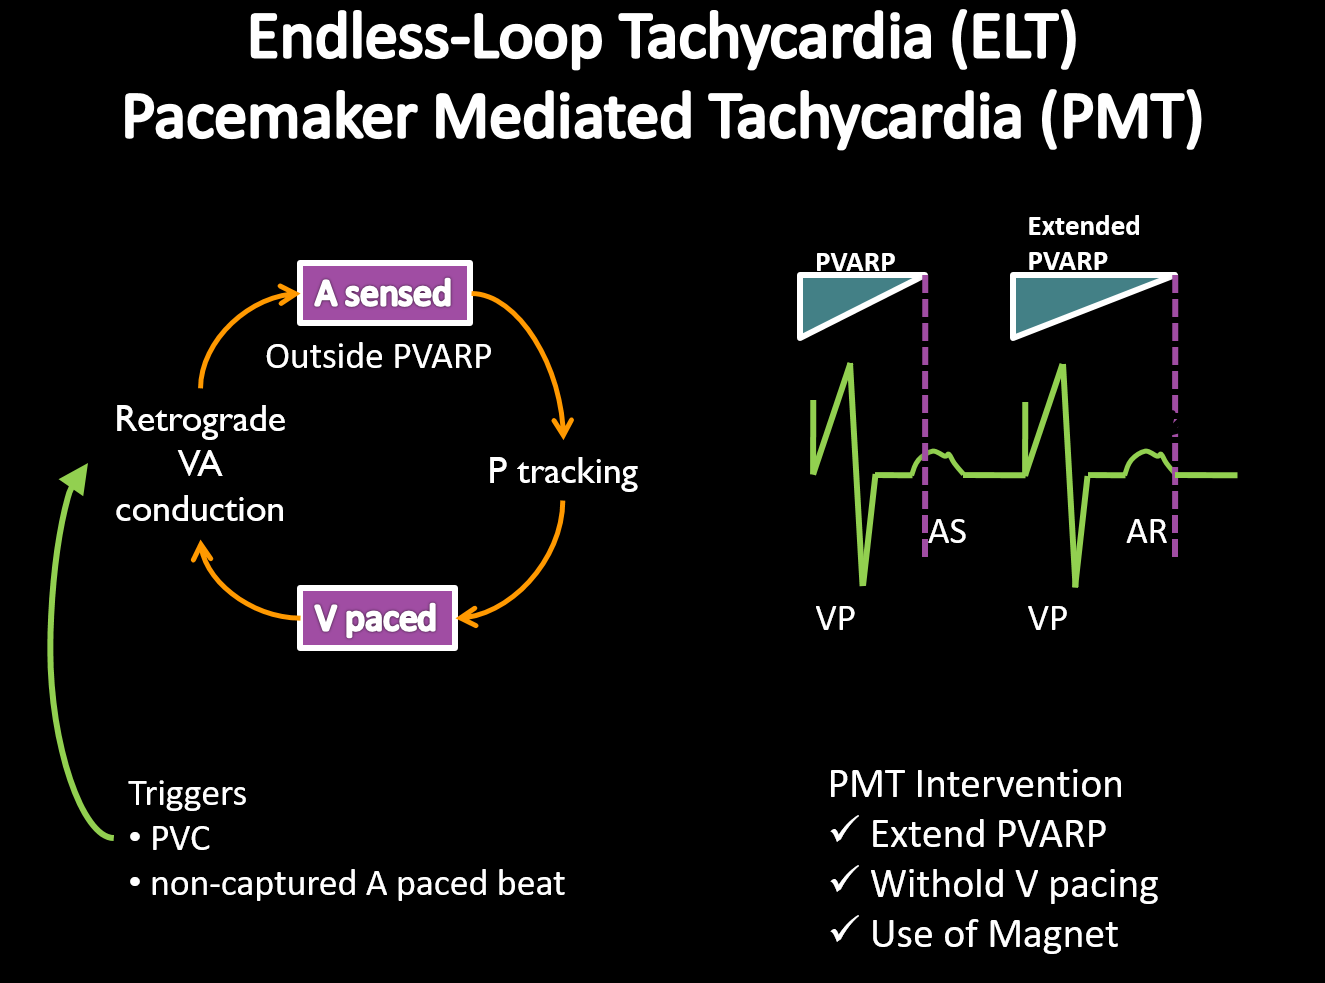 Endless-Loop Tachycardia (ELT)
Pacemaker Mediated Tachycardia (PMT)
A sensed
Outside PVARP
Retrograde
VA
conduction
P tracking
V paced
Triggers
• PVC
• non-captured A paced beat
PVARP
Extended
PVARP
AS
AR
VP
VP
PMT Intervention
✓ Extend PVARP
✓ Withold V pacing
✓ Use of Magnet